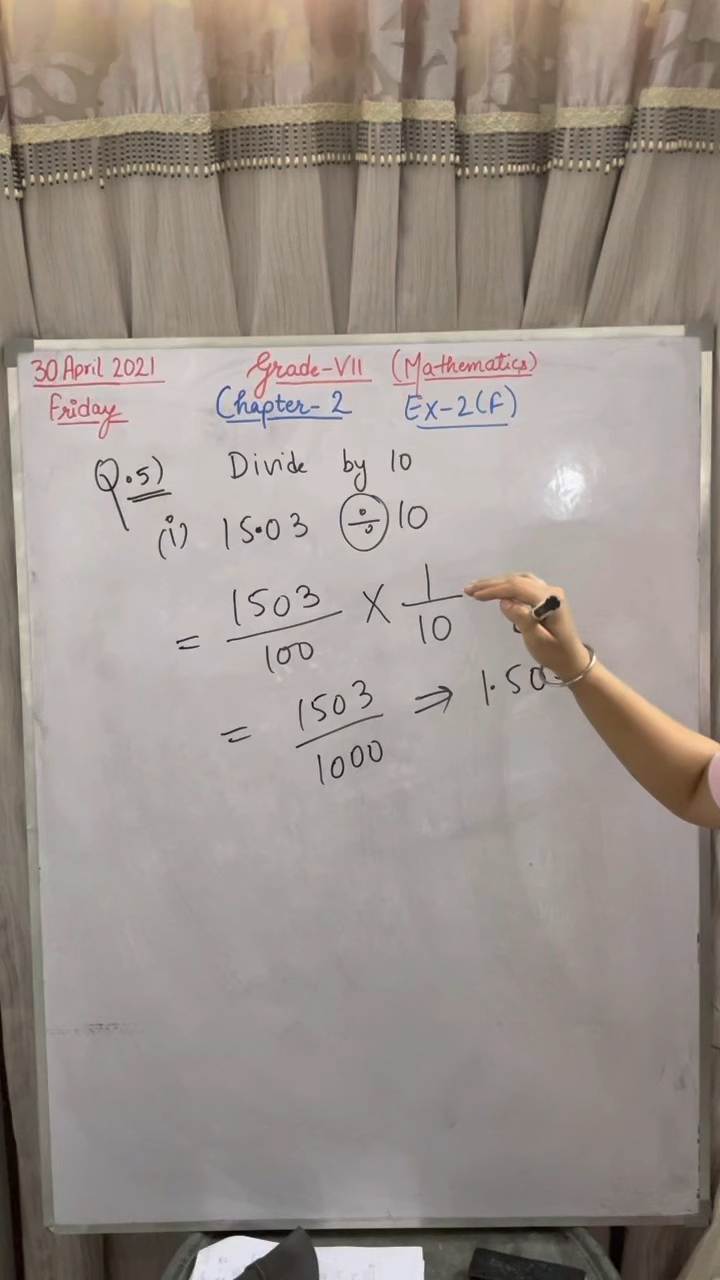 30 April 2021 Grade-VII (Mathematics)
Friday Chapter-2 Ex-2(F)
Q.5) Divide by 10
(i) 15.03 ÷ 10
= 1503/100 × 1/10
= 1503/1000 ⇒ 1.50